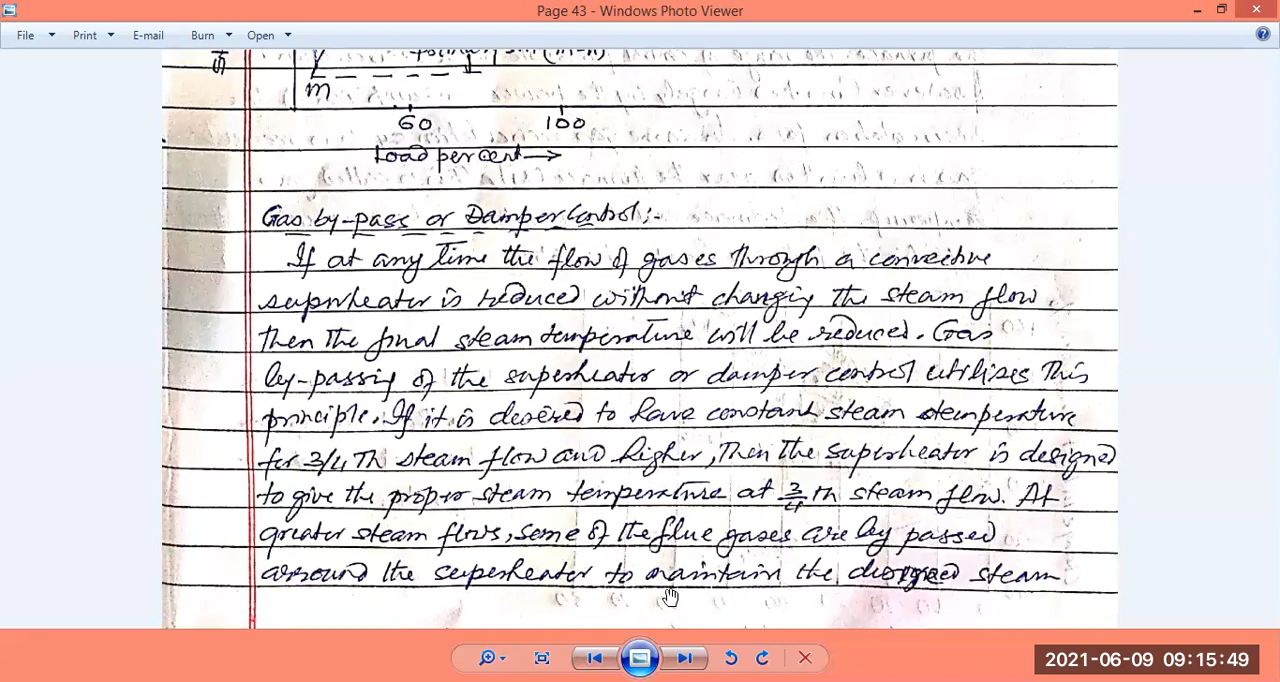 Page 43 - Windows Photo Viewer
File Print E-mail Burn Open
m
60 100
Load per cent
Gas by-pass or Damper Control :-
If at any time the flow of gases through a convective
superheater is reduced without changing the steam flow,
then the final steam temperature will be reduced. Gas
by-passing of the superheater or damper control utilizes this
principle. If it is desired to have constant steam stemperature
for 3/4 Th steam flow and higher, then the superheater is designed
to give the proper steam temperature at 3/4 th steam flow. At
greater steam flows, some of the flue gases are by passed
arround the superheater to maintain the steam
2021-06-09 09:15:49